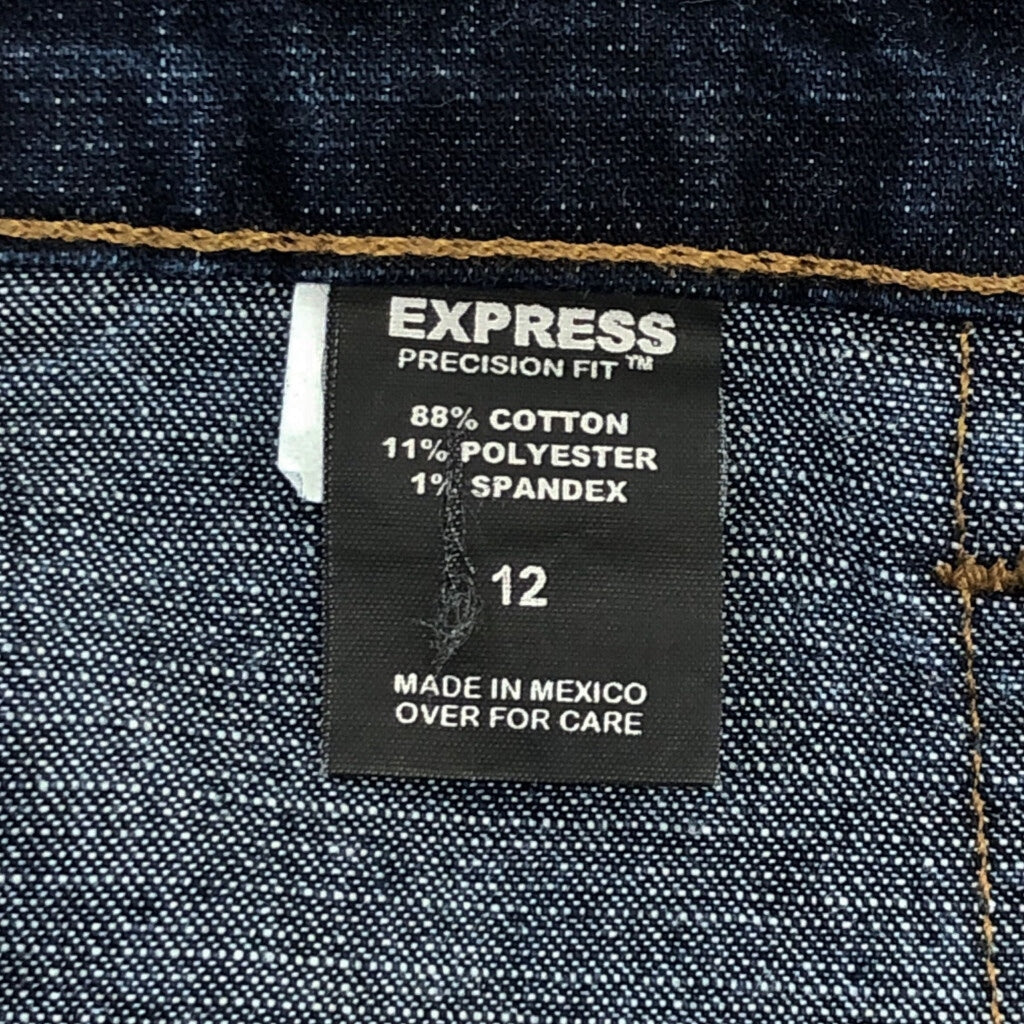 EXPRESS
PRECISION FIT™
88% COTTON
11% POLYESTER
1% SPANDEX
12
MADE IN MEXICO
OVER FOR CARE